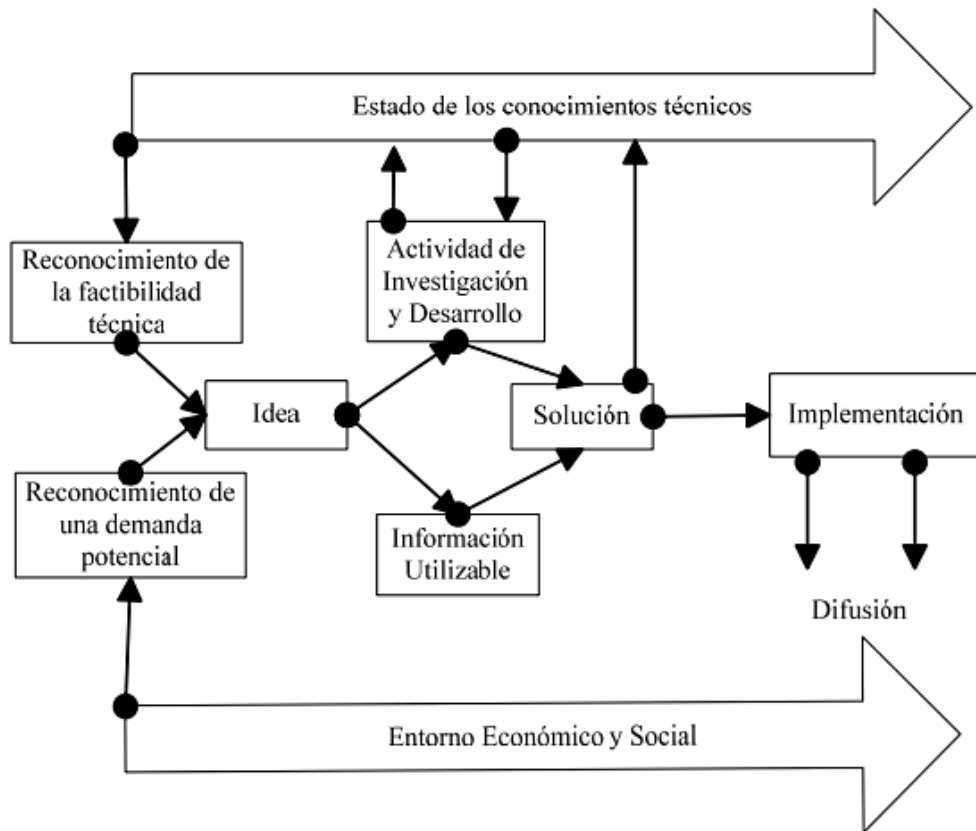 Estado de los conocimientos técnicos
Reconocimiento de
la factibilidad
técnica
Actividad de
Investigación
y Desarrollo
Idea
Solución
Implementación
Reconocimiento de
una demanda
potencial
Información
Utilizable
Difusión
Entorno Económico y Social